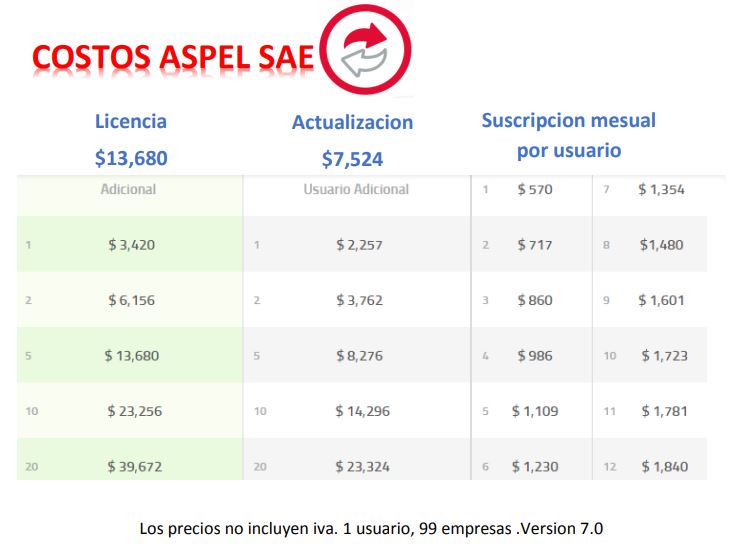 COSTOS ASPEL SAE
Licencia Actualizacion Suscripcion mesual
$13,680 $7,524 por usuario
Adicional Usuario Adicional 1 $ 570 7 $ 1,354
1 $ 3,420 1 $ 2,257 2 $ 717 8 $1,480
2 $ 6,156 2 $ 3,762 3 $ 860 9 $ 1,601
5 $ 13,680 5 $ 8,276 4 $ 986 10 $ 1,723
10 $ 23,256 10 $ 14,296 5 $ 1,109 11 $ 1,781
20 $ 39,672 20 $ 23,324 6 $ 1,230 12 $ 1,840
Los precios no incluyen iva. 1 usuario, 99 empresas .Version 7.0